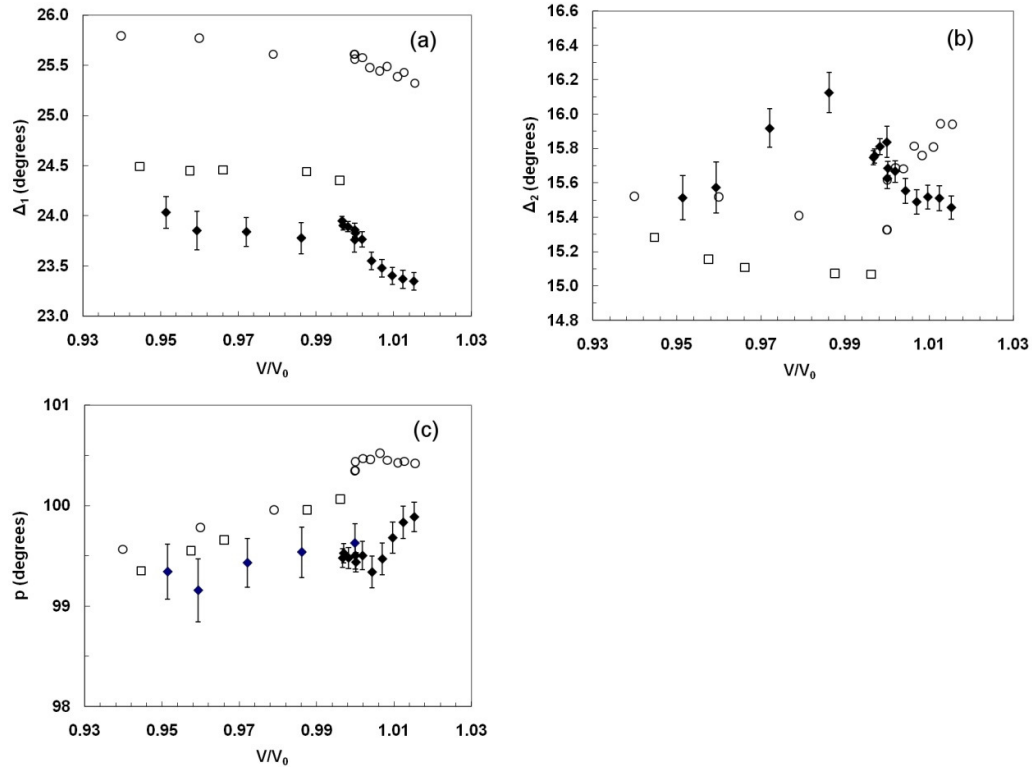 (a)
Δ₁ (degrees)
26.0
25.5
25.0
24.5
24.0
23.5
23.0
0.93 0.95 0.97 0.99 1.01 1.03
V/V₀
(b)
Δ₂ (degrees)
16.6
16.4
16.2
16.0
15.8
15.6
15.4
15.2
15.0
14.8
0.93 0.95 0.97 0.99 1.01 1.03
V/V₀
(c)
p (degrees)
101
100
99
98
0.93 0.95 0.97 0.99 1.01 1.03
V/V₀